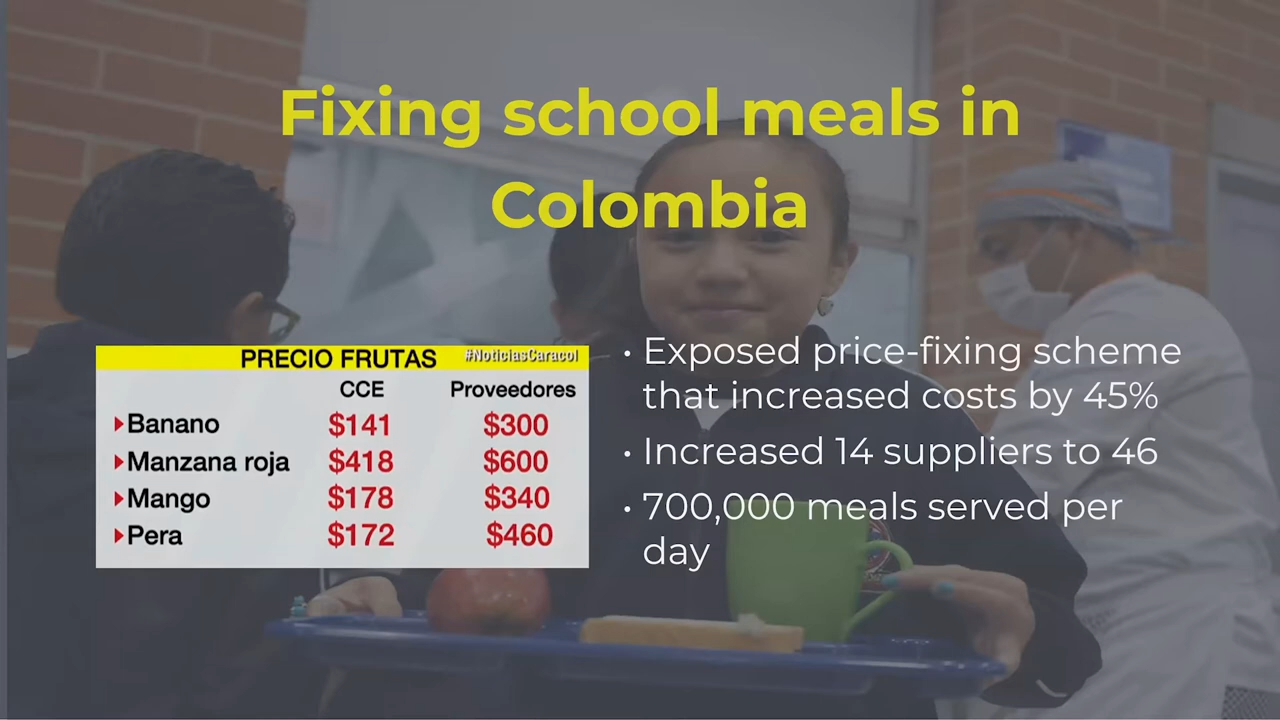 Fixing school meals in
Colombia
PRECIO FRUTAS #NoticiasCaracol
CCE Proveedores
Banano $141 $300
Manzana roja $418 $600
Mango $178 $340
Pera $172 $460
• Exposed price-fixing scheme
that increased costs by 45%
• Increased 14 suppliers to 46
• 700,000 meals served per
day